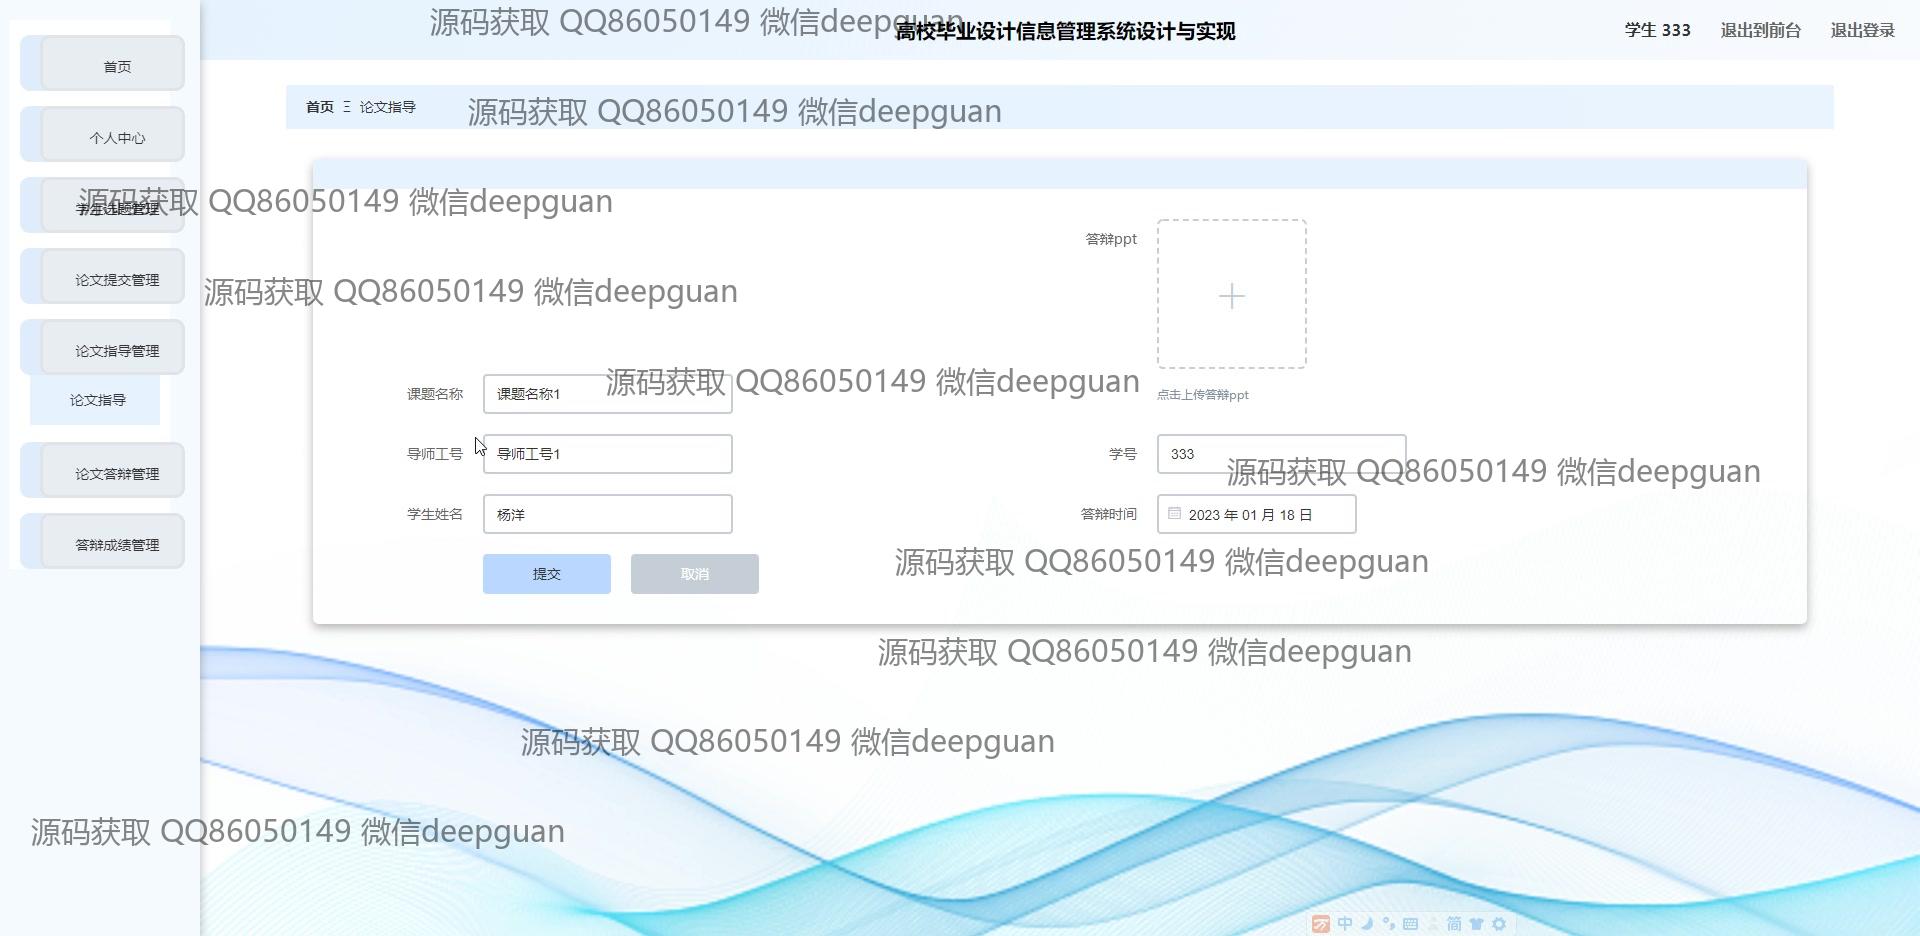 源码获取 QQ86050149 微信deepguan
高校毕业设计信息管理系统设计与实现
学生 333
退出到前台
退出登录
首页
个人中心
学生选题管理
论文提交管理
论文指导管理
论文指导
论文答辩管理
答辩成绩管理
首页 Ξ 论文指导
源码获取 QQ86050149 微信deepguan
源码获取 QQ86050149 微信deepguan
答辩ppt
源码获取 QQ86050149 微信deepguan
源码获取 QQ86050149 微信deepguan
课题名称 课题名称1
点击上传答辩ppt
导师工号 导师工号1
学号 333
源码获取 QQ86050149 微信deepguan
学生姓名 杨洋
答辩时间 2023 年 01 月 18 日
源码获取 QQ86050149 微信deepguan
提交 取消
源码获取 QQ86050149 微信deepguan
源码获取 QQ86050149 微信deepguan
源码获取 QQ86050149 微信deepguan
中 简